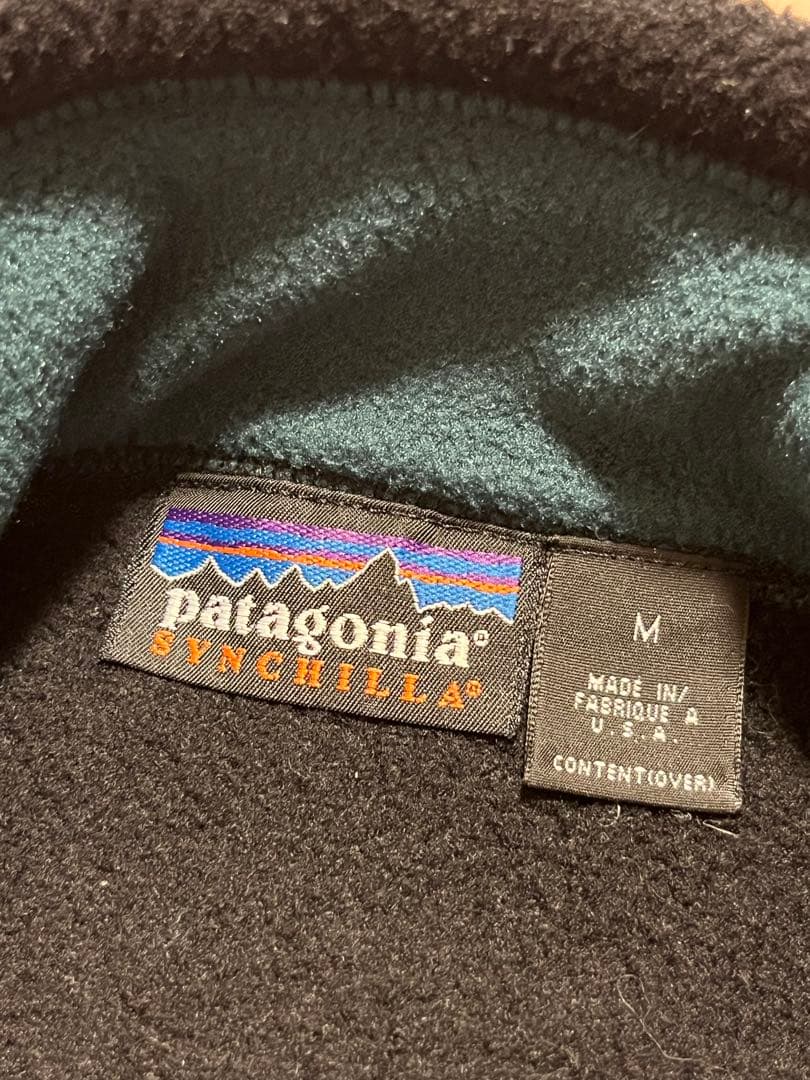 patagonia®
SYNCHILLA®
M
MADE IN/
FABRIQUE A
U.S.A.
CONTENT(OVER)